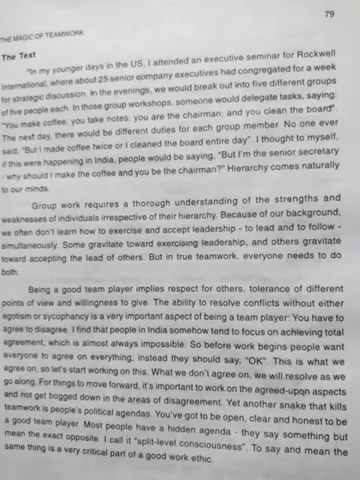 79
THE MAGIC OF TEAMWORK
The Text
"In my younger days in the US, I attended an executive seminar for Rockwell
International, where about 25 senior company executives had congregated for a week
for strategic discussion. In the evenings, we would break out into five different groups
of five people each. In those group workshops, someone would delegate tasks, saying:
"You make coffee; you take notes; you are the chairman, and you clean the board".
The next day, there would be different duties for each group member. No one ever
said, "But I made coffee twice or I cleaned the board entire day". I thought to myself,
if this were happening in India, people would be saying, "But I'm the senior secretary
- why should I make the coffee and you be the chairman?" Hierarchy comes naturally
to our minds.
Group work requires a thorough understanding of the strengths and
weaknesses of individuals irrespective of their hierarchy. Because of our background,
we often don't learn how to exercise and accept leadership - to lead and to follow -
simultaneously. Some gravitate toward exercising leadership, and others gravitate
toward accepting the lead of others. But in true teamwork, everyone needs to do
both.
Being a good team player implies respect for others, tolerance of different
points of view and willingness to give. The ability to resolve conflicts without either
egotism or sycophancy is a very important aspect of being a team player: You have to
agree to disagree. I find that people in India somehow tend to focus on achieving total
agreement, which is almost always impossible. So before work begins people want
everyone to agree on everything; instead they should say, "OK". This is what we
agree on, so let's start working on this. What we don't agree on, we will resolve as we
go along. For things to move forward, it's important to work on the agreed-upon aspects
and not get bogged down in the areas of disagreement. Yet another snake that kills
teamwork is people's political agendas. You've got to be open, clear and honest to be
a good team player. Most people have a hidden agenda - they say something but
mean the exact opposite. I call it "split-level consciousness". To say and mean the
same thing is a very critical part of a good work ethic.